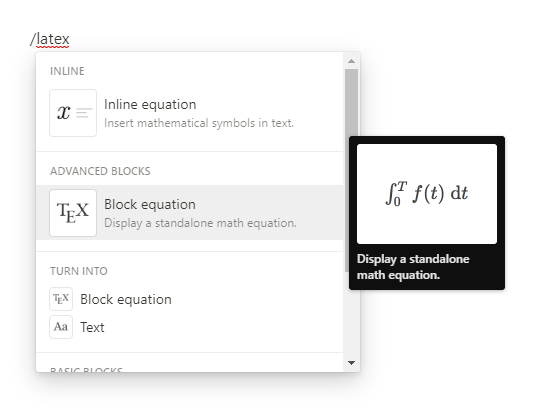 /latex
INLINE
x
Inline equation
Insert mathematical symbols in text.
ADVANCED BLOCKS
TEX
Block equation
Display a standalone math equation.
∫₀ᵀ f(t) dt
Display a standalone
math equation.
TURN INTO
TEX Block equation
Aa Text
BASIC BLOCKS